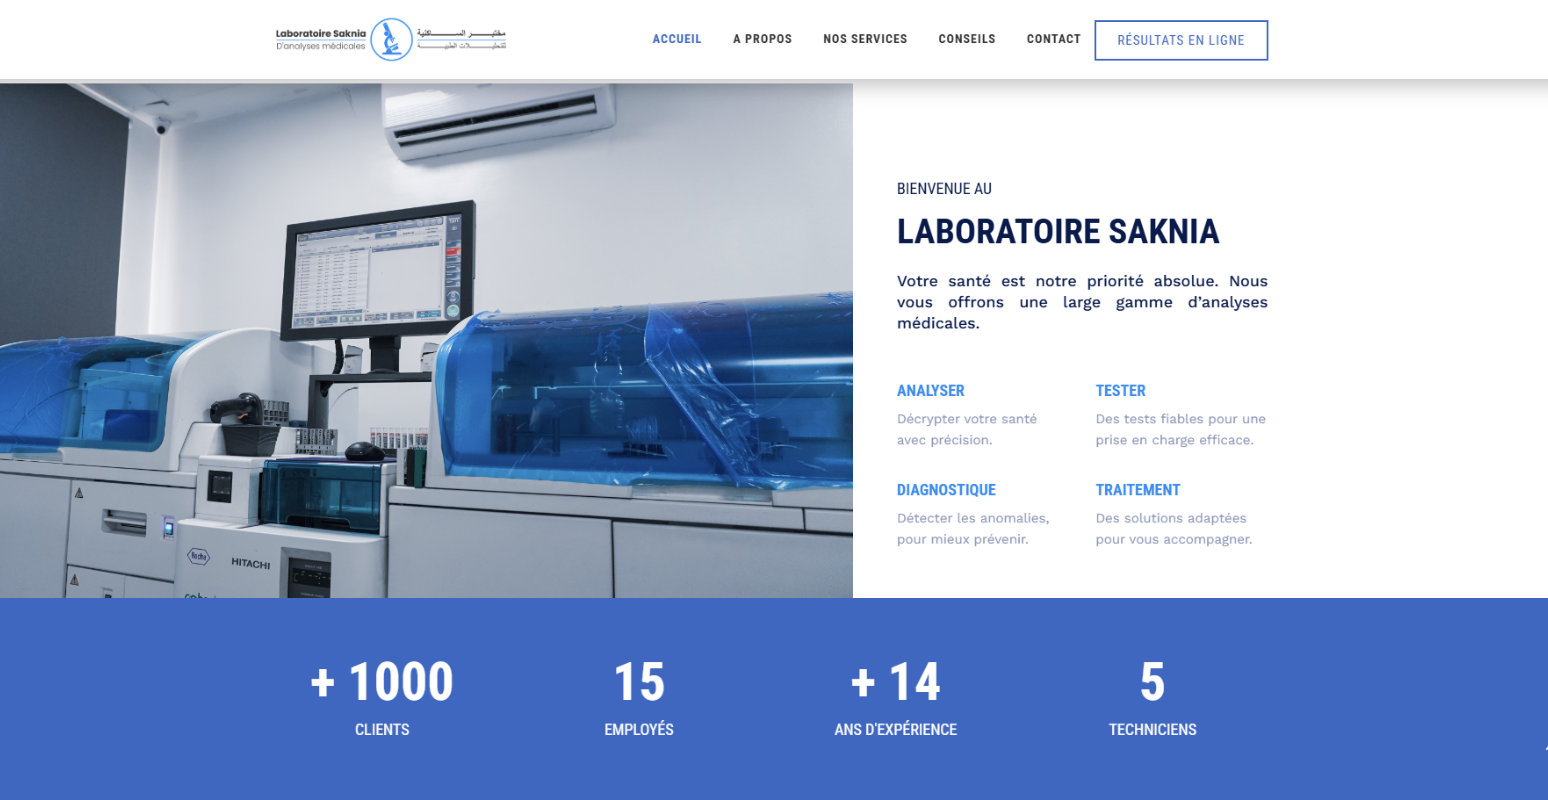 Laboratoire Saknia
D'analyses médicales
مختبر الساكنية
للتحليلات الطبية
ACCUEIL
A PROPOS
NOS SERVICES
CONSEILS
CONTACT
RÉSULTATS EN LIGNE
BIENVENUE AU
LABORATOIRE SAKNIA
Votre santé est notre priorité absolue. Nous
vous offrons une large gamme d’analyses
médicales.
ANALYSER
Décrypter votre santé
avec précision.
TESTER
Des tests fiables pour une
prise en charge efficace.
DIAGNOSTIQUE
Détecter les anomalies,
pour mieux prévenir.
TRAITEMENT
Des solutions adaptées
pour vous accompagner.
Roche
HITACHI
+ 1000
CLIENTS
15
EMPLOYÉS
+ 14
ANS D'EXPÉRIENCE
5
TECHNICIENS